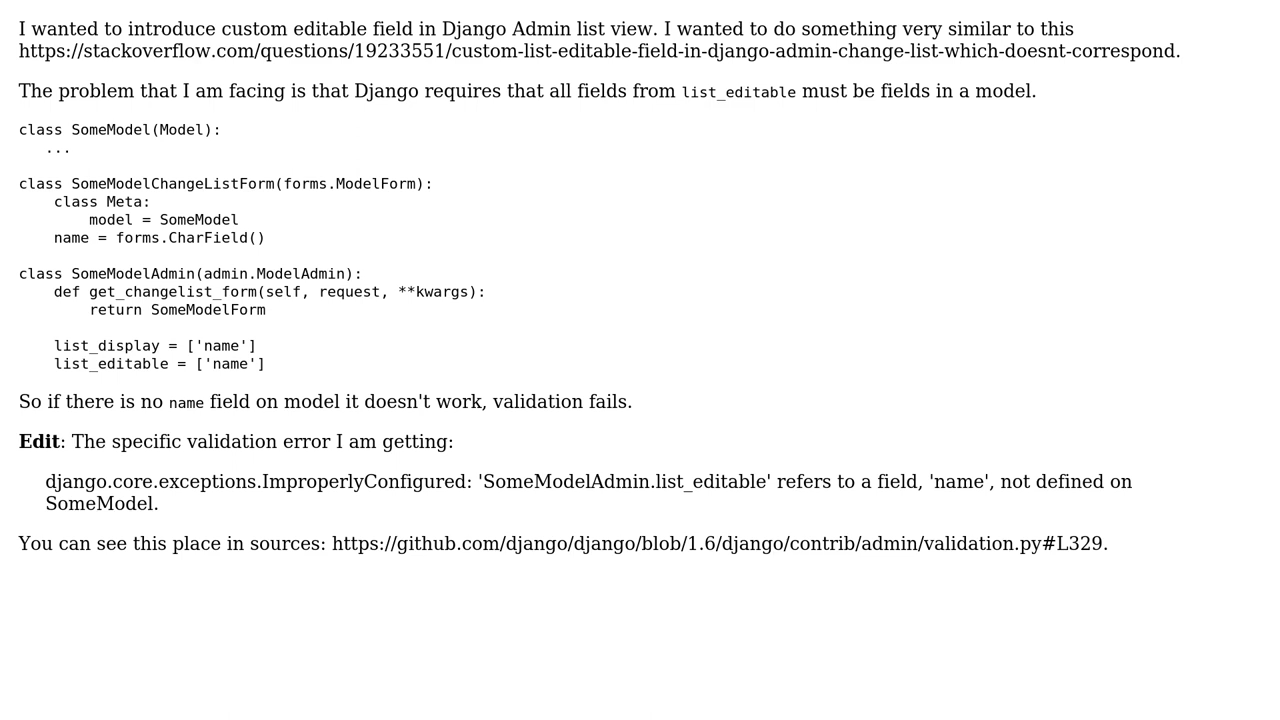 I wanted to introduce custom editable field in Django Admin list view. I wanted to do something very similar to this
https://stackoverflow.com/questions/19233551/custom-list-editable-field-in-django-admin-change-list-which-doesnt-correspond.
The problem that I am facing is that Django requires that all fields from list_editable must be fields in a model.
class SomeModel(Model):
   ...
class SomeModelChangeListForm(forms.ModelForm):
    class Meta:
        model = SomeModel
    name = forms.CharField()
class SomeModelAdmin(admin.ModelAdmin):
    def get_changelist_form(self, request, **kwargs):
        return SomeModelForm
    list_display = ['name']
    list_editable = ['name']
So if there is no name field on model it doesn't work, validation fails.
Edit: The specific validation error I am getting:
django.core.exceptions.ImproperlyConfigured: 'SomeModelAdmin.list_editable' refers to a field, 'name', not defined on
SomeModel.
You can see this place in sources: https://github.com/django/django/blob/1.6/django/contrib/admin/validation.py#L329.